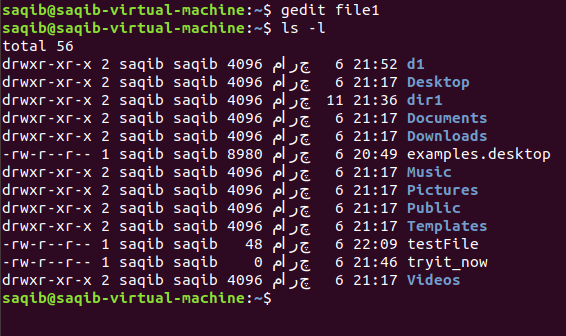 saqib@saqib-virtual-machine:~$ gedit file1
saqib@saqib-virtual-machine:~$ ls -l
total 56
drwxr-xr-x 2 saqib saqib 4096 چرام  6 21:52 d1
drwxr-xr-x 2 saqib saqib 4096 چرام  6 21:17 Desktop
drwxr-xr-x 2 saqib saqib 4096 چرام 11 21:36 dir1
drwxr-xr-x 2 saqib saqib 4096 چرام  6 21:17 Documents
drwxr-xr-x 2 saqib saqib 4096 چرام  6 21:17 Downloads
-rw-r--r-- 1 saqib saqib 8980 چرام  6 20:49 examples.desktop
drwxr-xr-x 2 saqib saqib 4096 چرام  6 21:17 Music
drwxr-xr-x 2 saqib saqib 4096 چرام  6 21:17 Pictures
drwxr-xr-x 2 saqib saqib 4096 چرام  6 21:17 Public
drwxr-xr-x 2 saqib saqib 4096 چرام  6 21:17 Templates
-rw-r--r-- 1 saqib saqib   48 چرام  6 22:09 testFile
-rw-r--r-- 1 saqib saqib    0 چرام  6 21:46 tryit_now
drwxr-xr-x 2 saqib saqib 4096 چرام  6 21:17 Videos
saqib@saqib-virtual-machine:~$